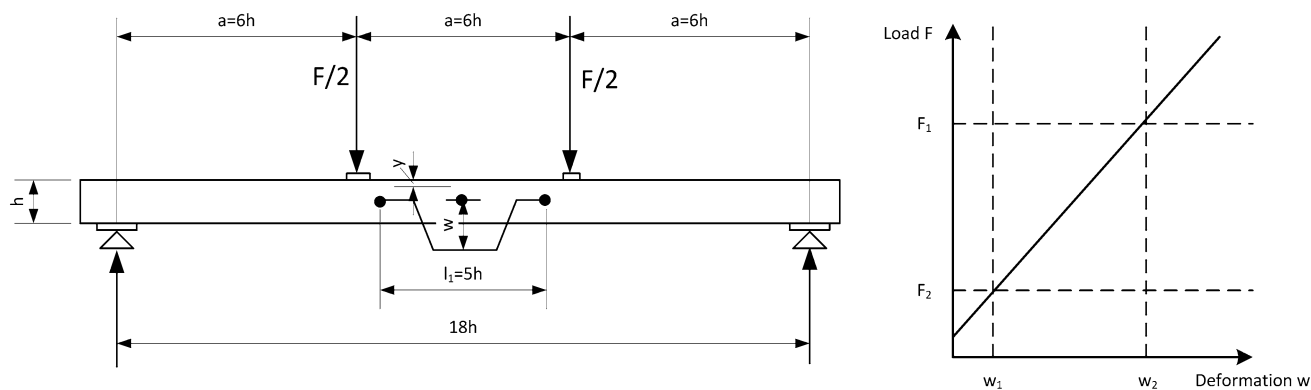 a=6h
a=6h
a=6h
F/2
F/2
y
h
w
l₁=5h
18h
Load F
F₁
F₂
w₁
w₂
Deformation w